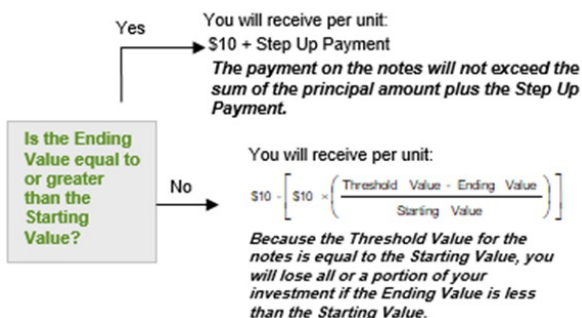 Yes
You will receive per unit:
$10 + Step Up Payment
The payment on the notes will not exceed the
sum of the principal amount plus the Step Up
Payment.
Is the Ending
Value equal to
or greater
than the
Starting
Value?
No
You will receive per unit:
$10 - [ $10 × ( Threshold Value - Ending Value / Starting Value ) ]
Because the Threshold Value for the
notes is equal to the Starting Value, you
will lose all or a portion of your
investment if the Ending Value is less
than the Starting Value.